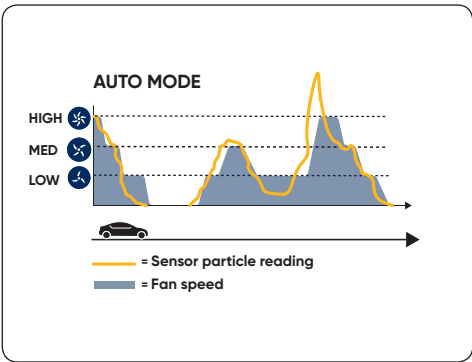 AUTO MODE
HIGH
MED
LOW
= Sensor particle reading
= Fan speed